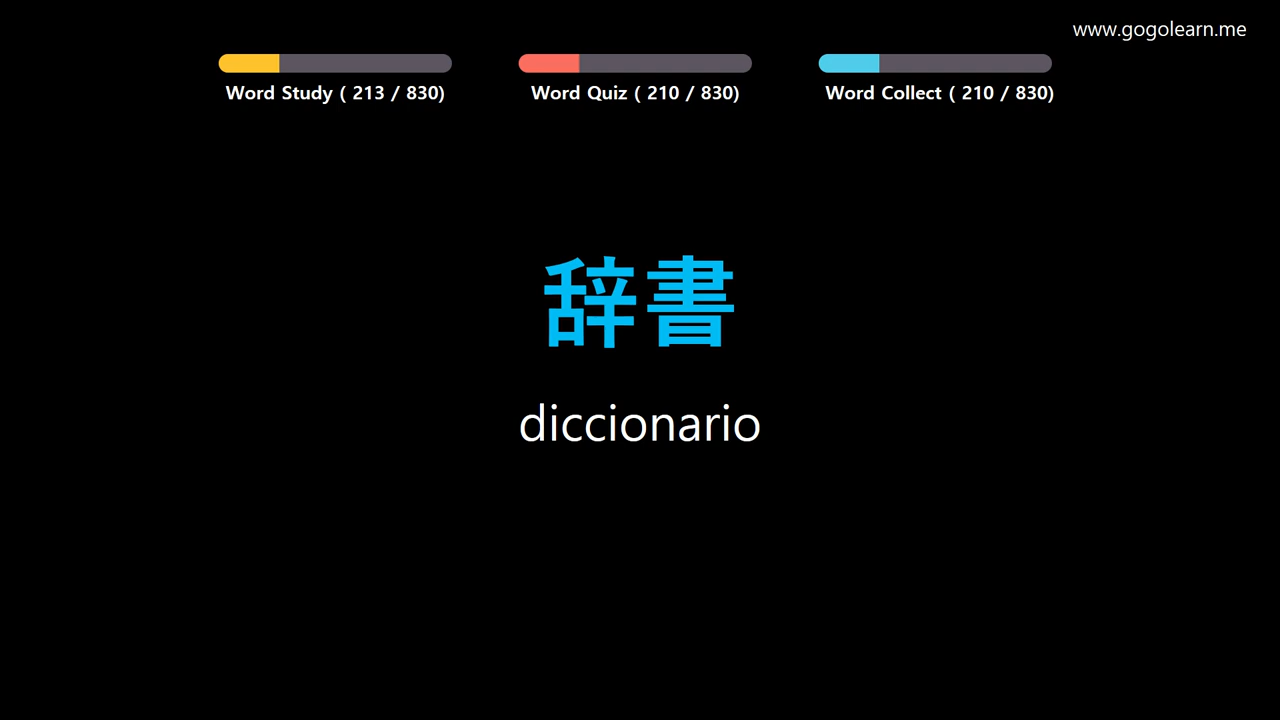 www.gogolearn.me
Word Study ( 213 / 830)
Word Quiz ( 210 / 830)
Word Collect ( 210 / 830)
辞書
diccionario